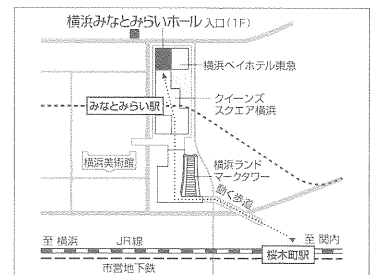 横浜みなとみらいホール 入口(1F)
横浜ベイホテル東急
みなとみらい駅
クイーンズ
スクエア横浜
横浜美術館
横浜ランド
マークタワー
動く歩道
至 横浜
JR線
桜木町駅
至 関内
市営地下鉄